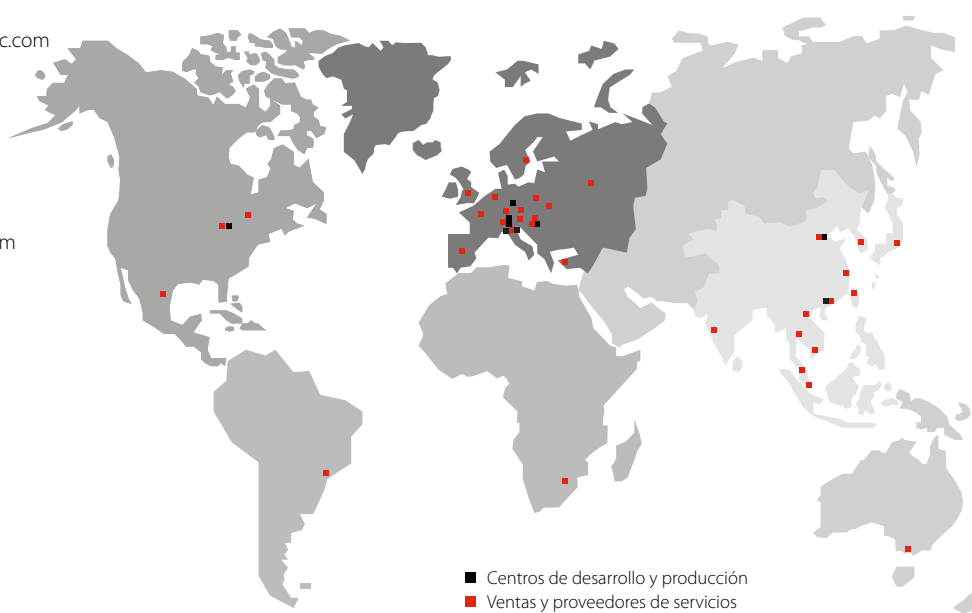 c.com
m
Centros de desarrollo y producción
Ventas y proveedores de servicios